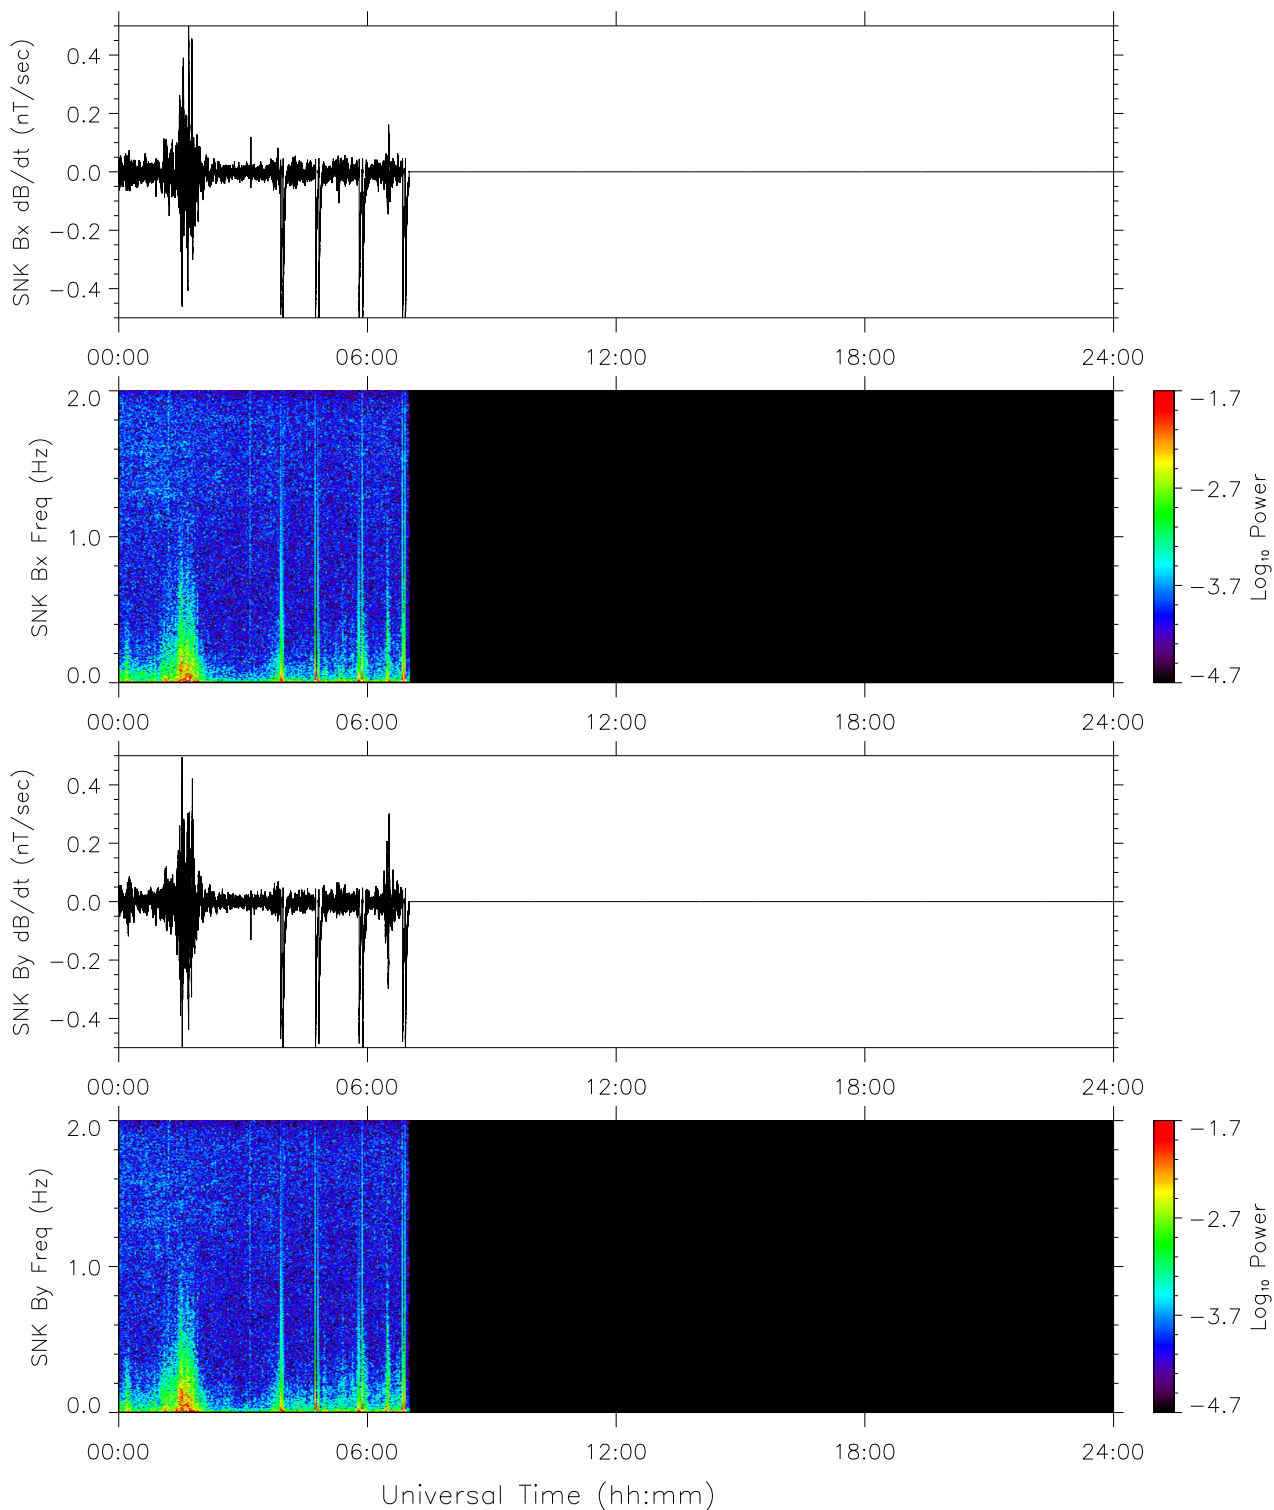 SNK Bx dB/dt (nT/sec)
0.4
0.2
0.0
−0.2
−0.4
00:00 06:00 12:00 18:00 24:00
SNK Bx Freq (Hz)
2.0
1.0
0.0
−1.7
−2.7
−3.7
−4.7
Log₁₀ Power
00:00 06:00 12:00 18:00 24:00
SNK By dB/dt (nT/sec)
0.4
0.2
0.0
−0.2
−0.4
00:00 06:00 12:00 18:00 24:00
SNK By Freq (Hz)
2.0
1.0
0.0
−1.7
−2.7
−3.7
−4.7
Log₁₀ Power
00:00 06:00 12:00 18:00 24:00
Universal Time (hh:mm)